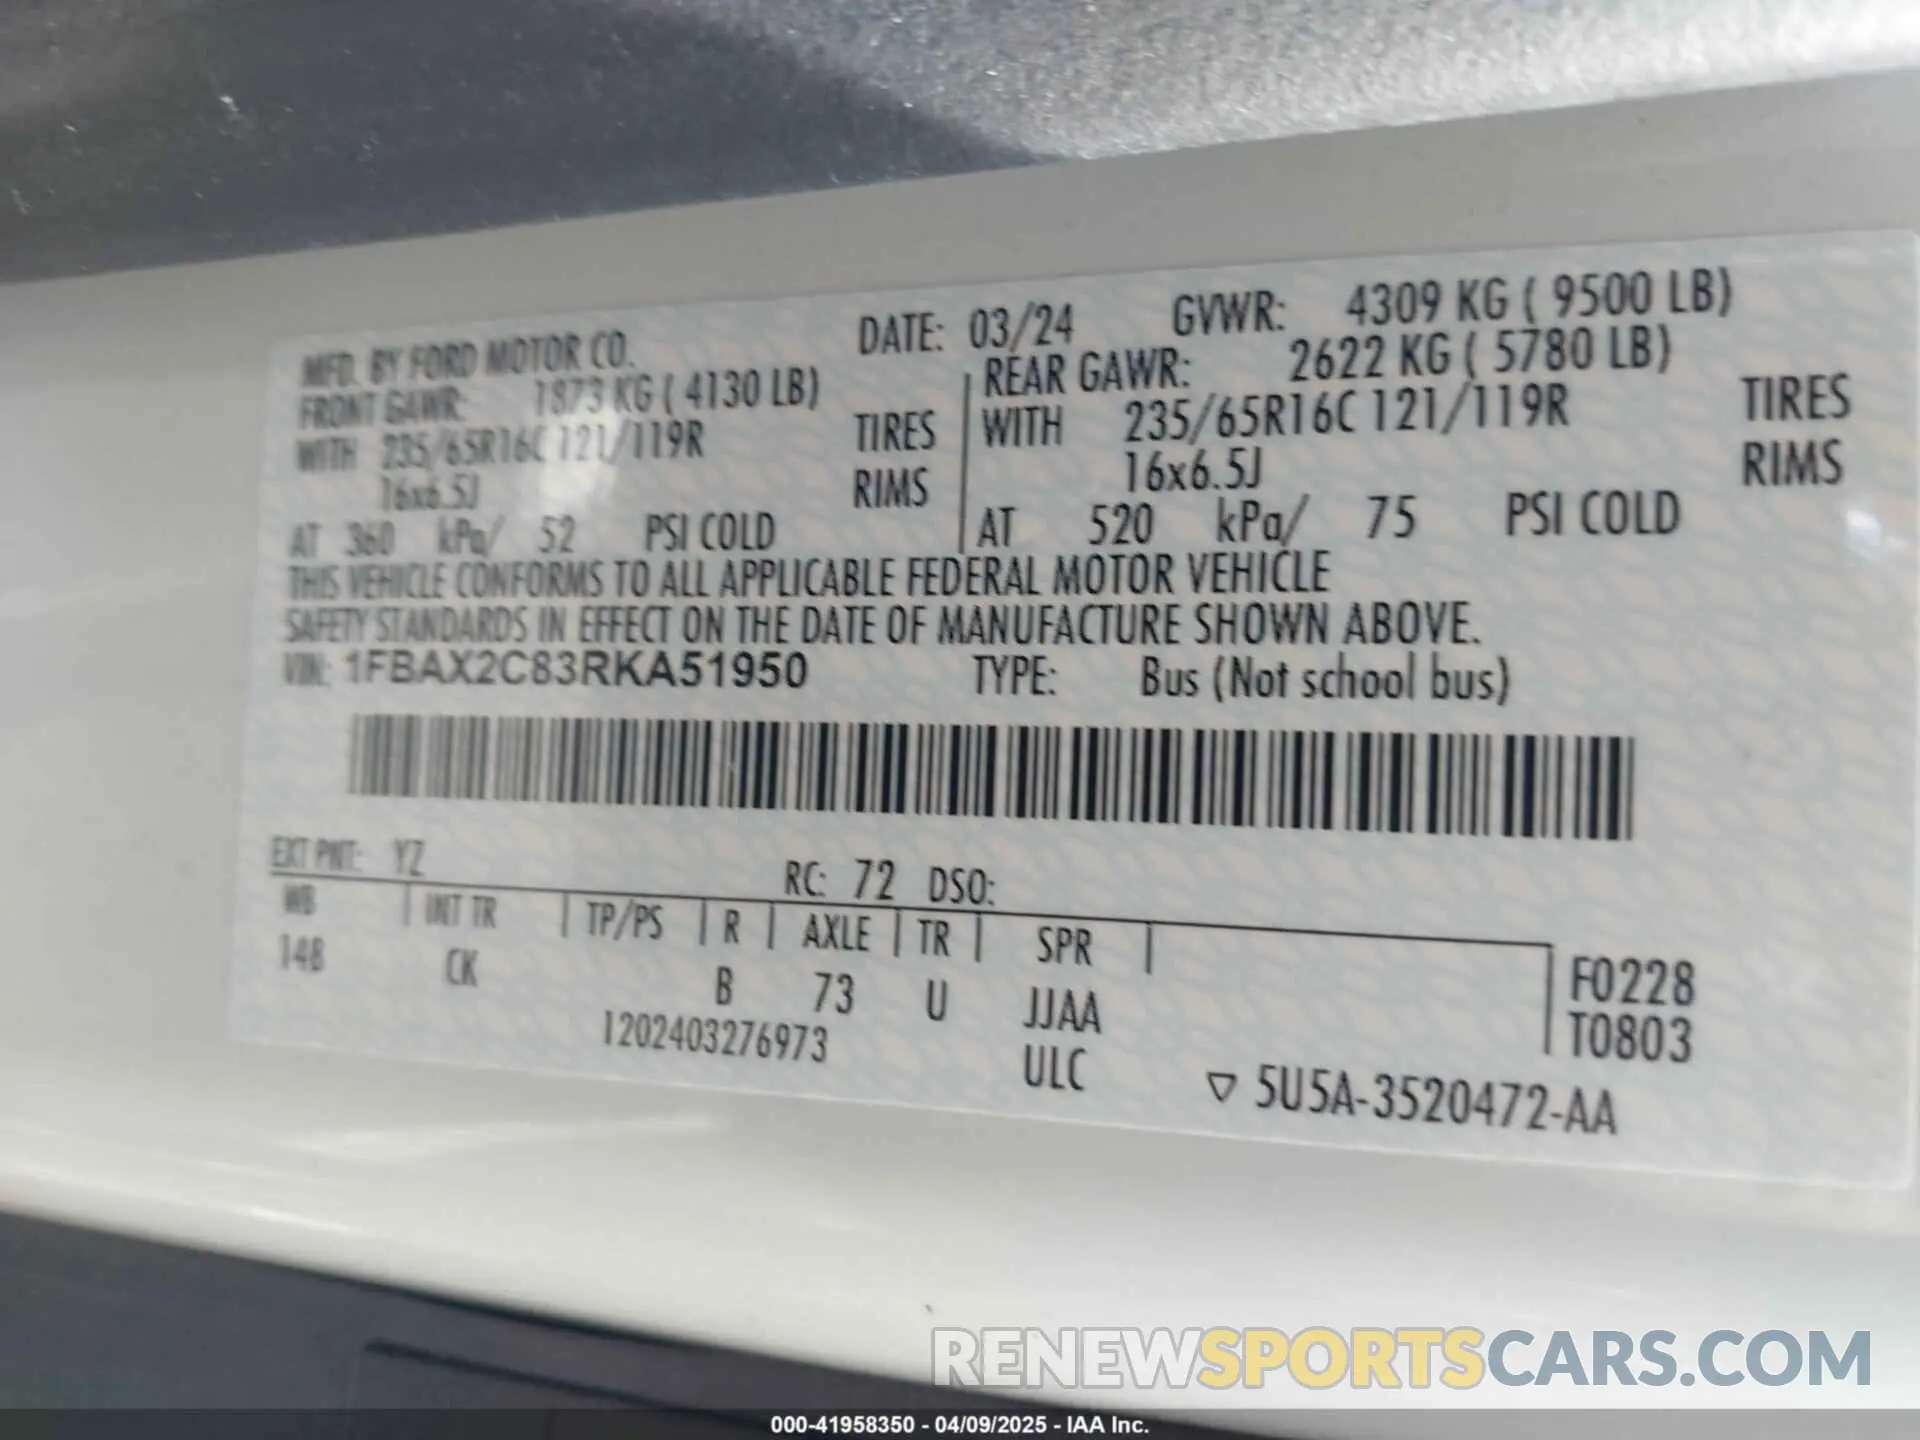 MFD. BY FORD MOTOR CO. DATE: 03/24 GVWR: 4309 KG ( 9500 LB)
FRONT GAWR: 1873 KG ( 4130 LB) REAR GAWR: 2622 KG ( 5780 LB)
WITH 235/65R16C 121/119R TIRES WITH 235/65R16C 121/119R TIRES
16x6.5J RIMS 16x6.5J RIMS
AT 360 kPa/ 52 PSI COLD AT 520 kPa/ 75 PSI COLD
THIS VEHICLE CONFORMS TO ALL APPLICABLE FEDERAL MOTOR VEHICLE
SAFETY STANDARDS IN EFFECT ON THE DATE OF MANUFACTURE SHOWN ABOVE.
VIN: 1FBAX2C83RKA51950 TYPE: Bus (Not school bus)
EXT PNT: YZ RC: 72 DSO:
WB INT TR TP/PS R AXLE TR SPR F0228
148 CK B 73 U JJAA T0803
1202403276973 ULC ▽ 5U5A-3520472-AA
RENEWSPORTSCARS.COM
000-41958350 - 04/09/2025 - IAA Inc.